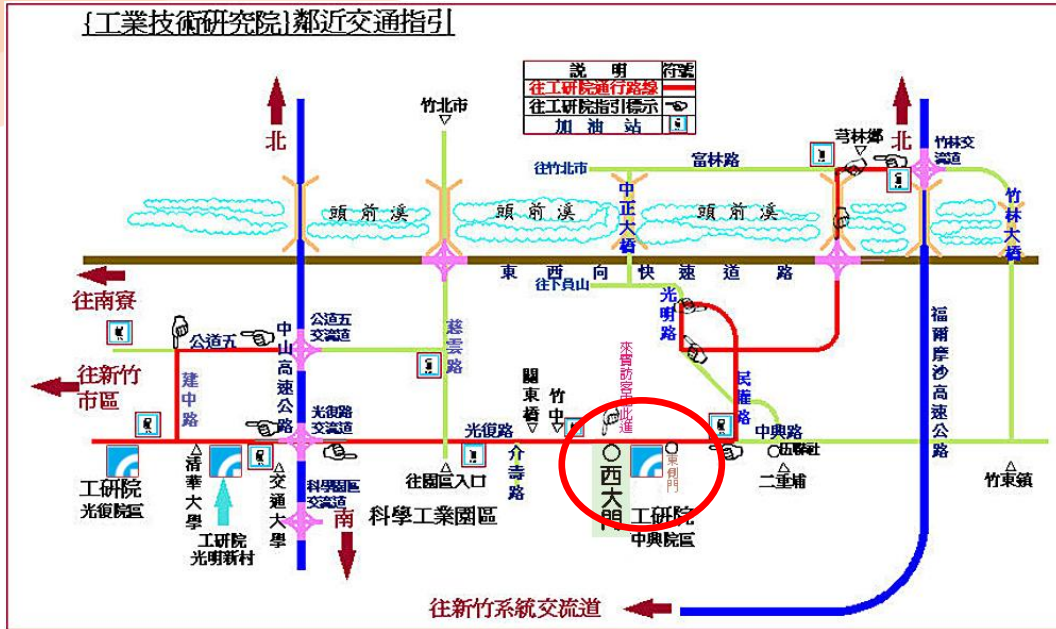 {工業技術研究院}鄰近交通指引
説 明 符號
往工研院通行路線
往工研院指引標示
加 油 站
北
竹北市
往竹北市
富林路
芎林鄉
北
竹林交流道
中正大橋
竹林大橋
頭前溪
頭前溪
頭前溪
東西向快速道路
往南寮
往下員山
光明路
公道五
中山高速公路
公道五交流道
慈雲路
福爾摩沙高速公路
往新竹市區
建中路
來賓訪客由此進
關東橋
竹中
民權路
光復路交流道
光復路
介壽路
中興路
伍聯社
二重埔
竹東鎮
工研院
光復院區
清華大學
工研院
光明新村
交通大學
科學園區交流道
南
往園區入口
科學工業園區
西大門
東側門
工研院
中興院區
往新竹系統交流道